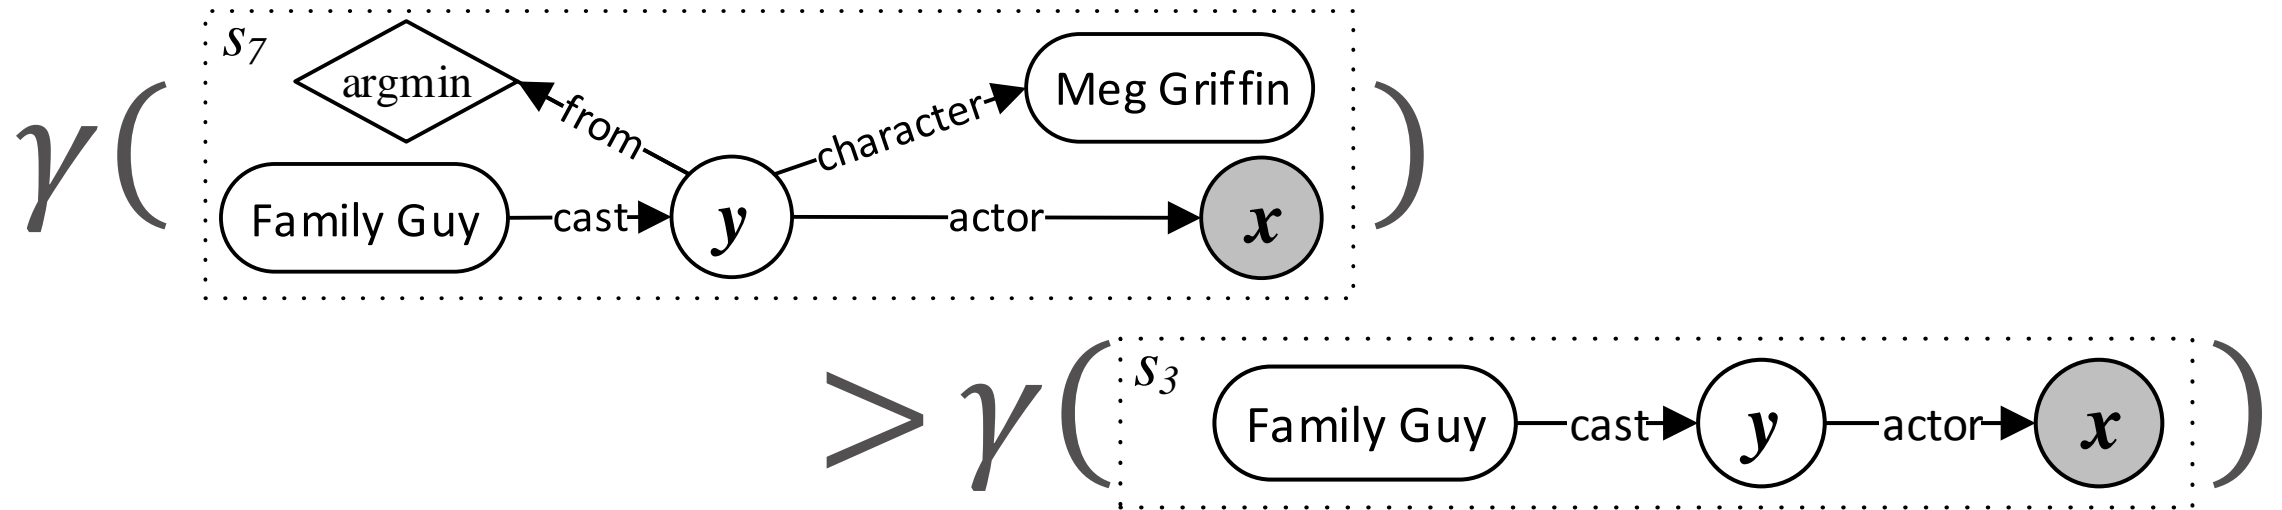 γ( s7 argmin from character Meg Griffin )
Family Guy cast y actor x
> γ( s3 Family Guy cast y actor x )